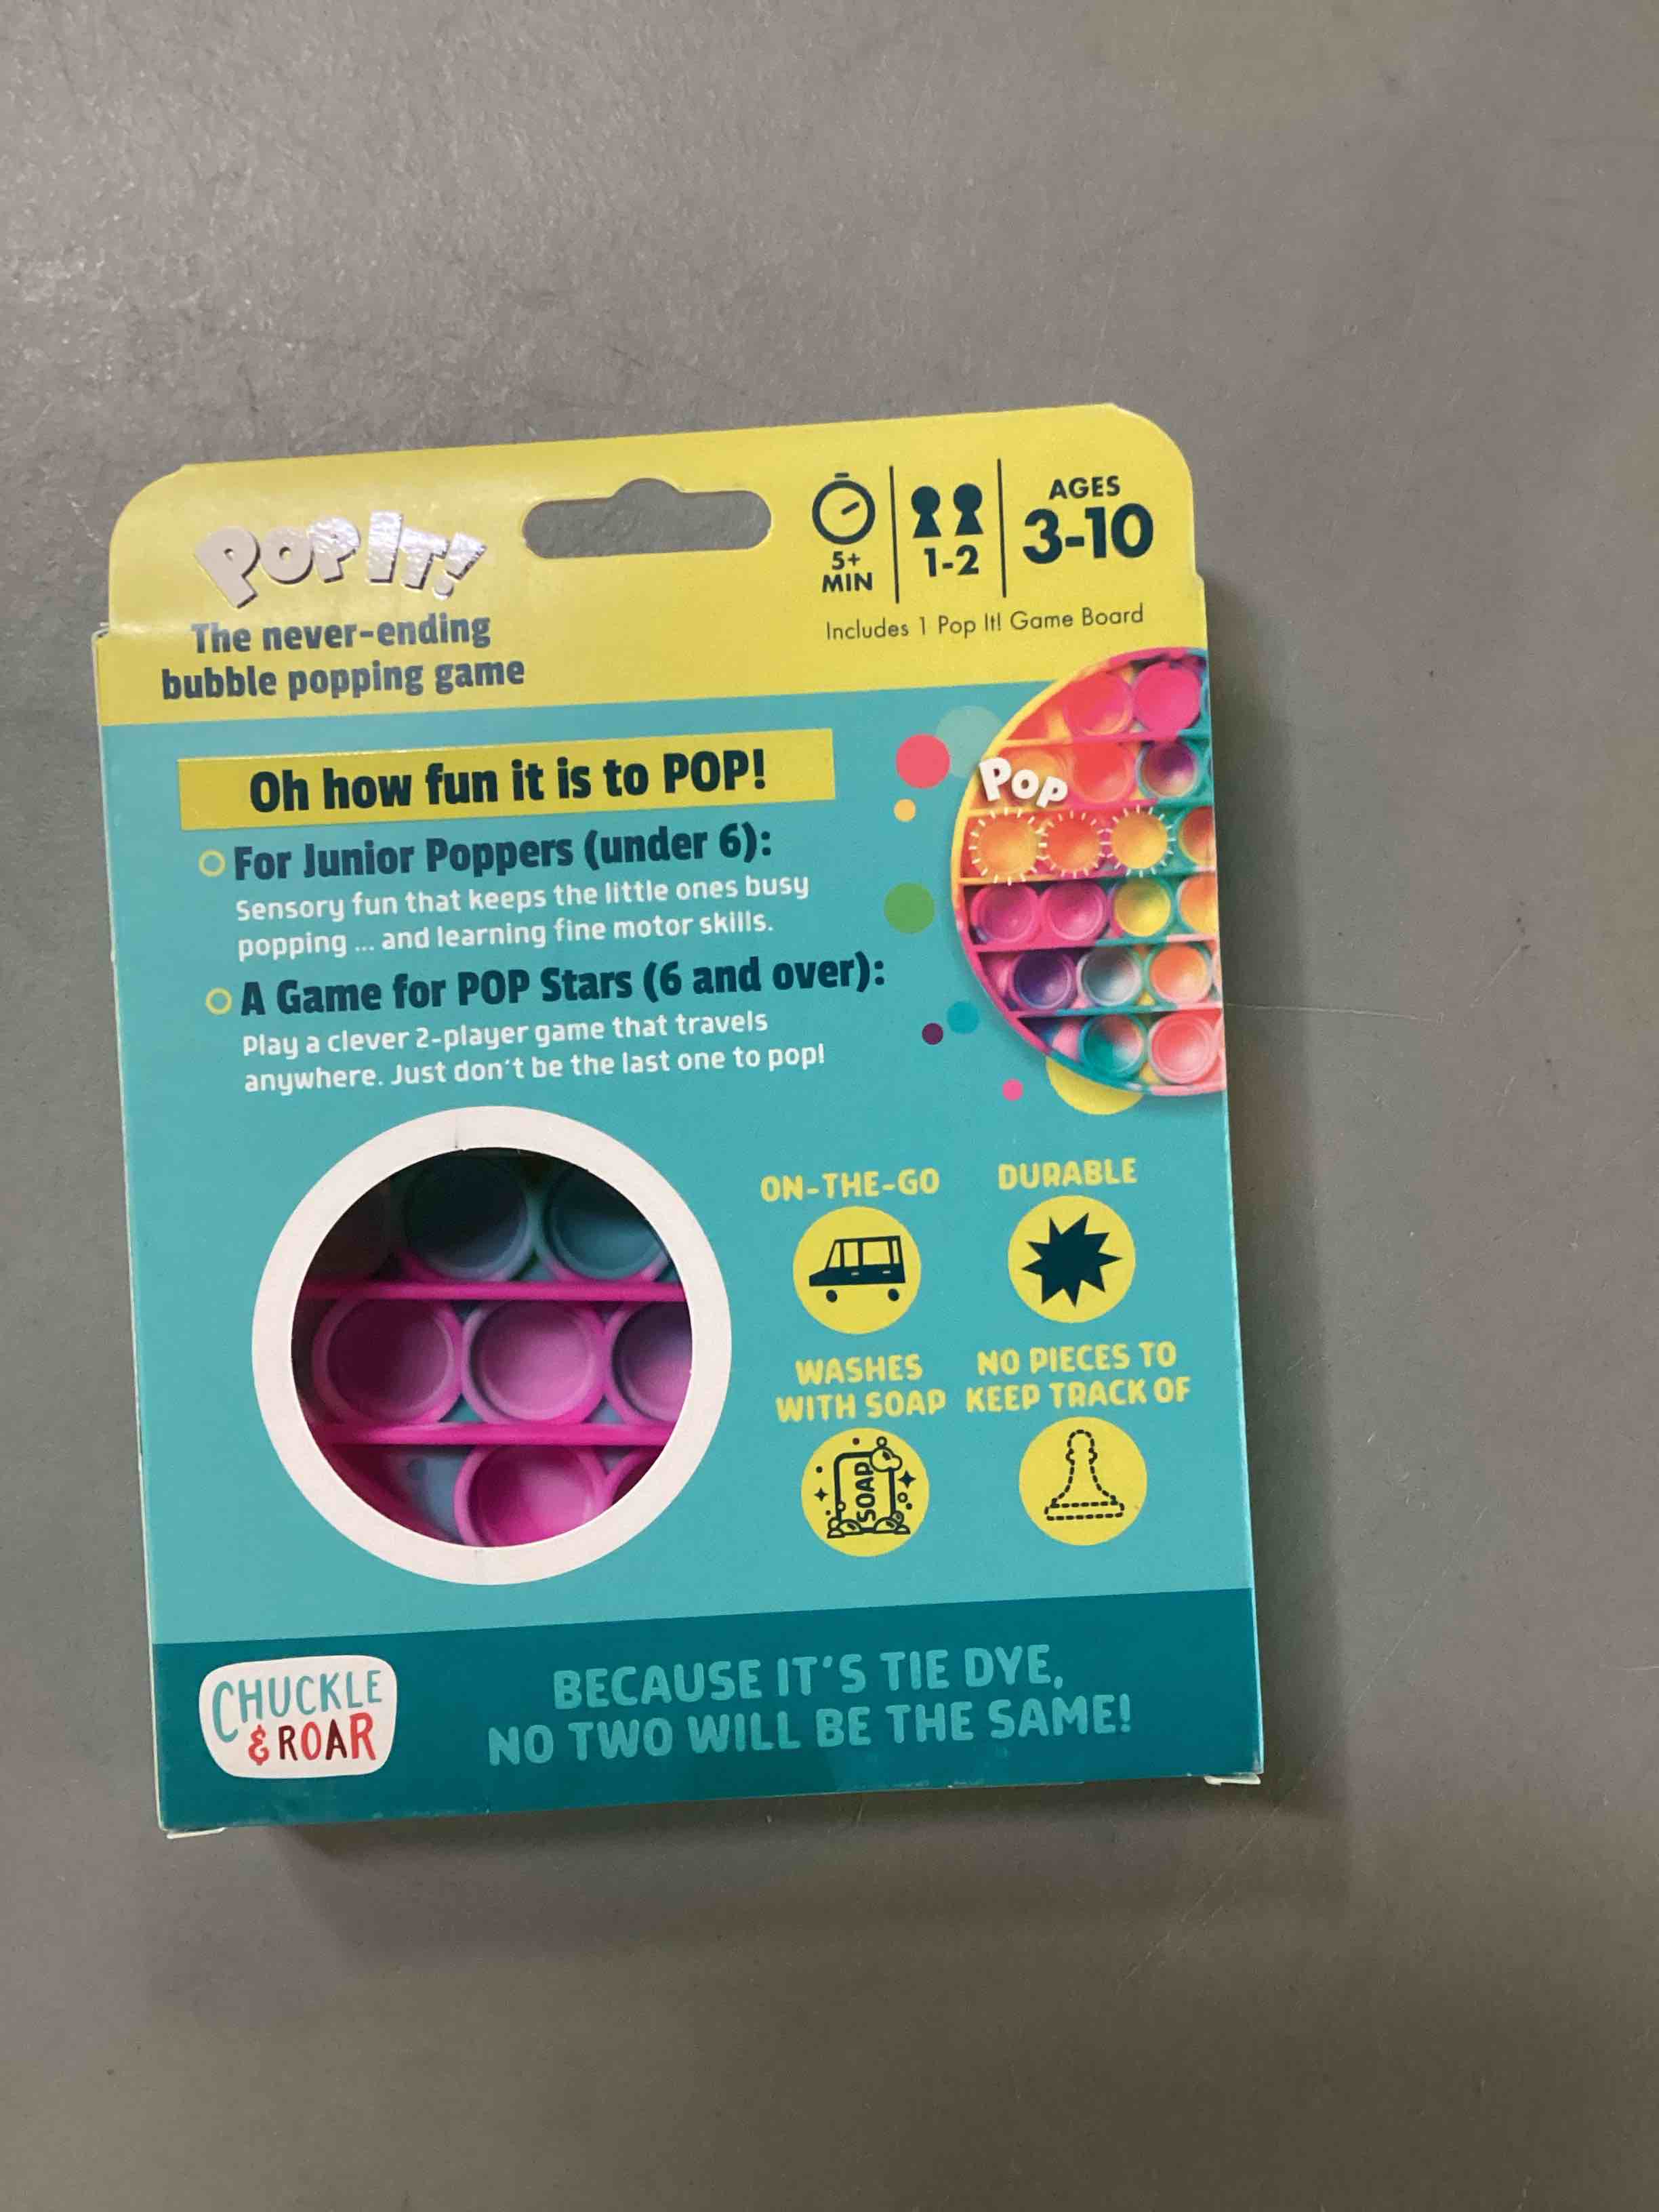 POP IT!
The never-ending
bubble popping game
5+
MIN
1-2
AGES
3-10
Includes 1 Pop It! Game Board
Oh how fun it is to POP!
For Junior Poppers (under 6):
Sensory fun that keeps the little ones busy
popping ... and learning fine motor skills.
A Game for POP Stars (6 and over):
Play a clever 2-player game that travels
anywhere. Just don't be the last one to pop!
POP
ON-THE-GO
DURABLE
WASHES
WITH SOAP
NO PIECES TO
KEEP TRACK OF
SOAP
CHUCKLE
& ROAR
BECAUSE IT'S TIE DYE,
NO TWO WILL BE THE SAME!